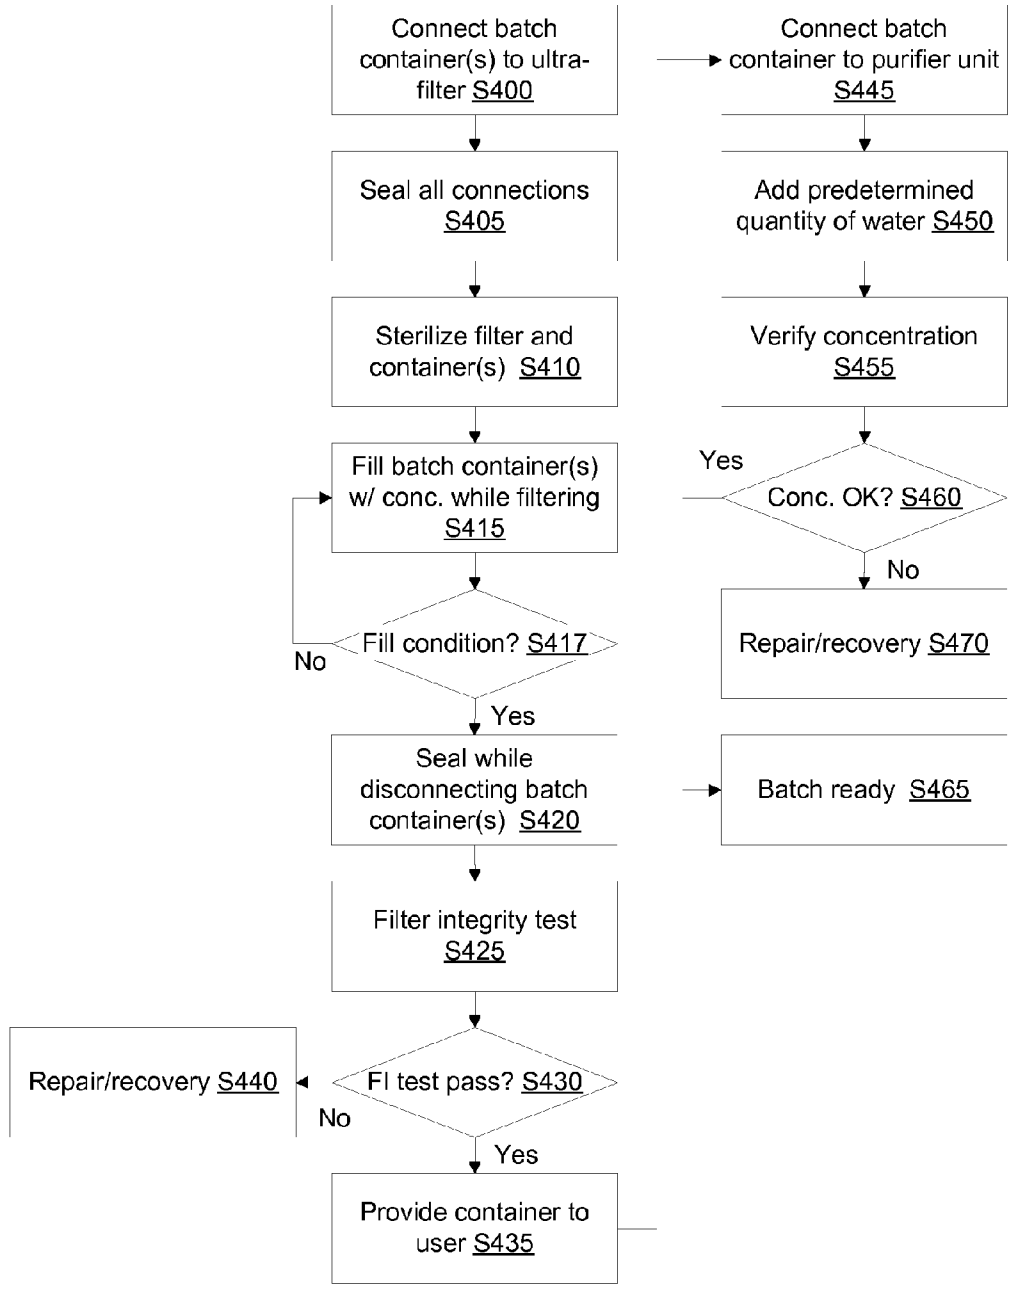 Connect batch
container(s) to ultra-
filter S400
Seal all connections
S405
Sterilize filter and
container(s) S410
Fill batch container(s)
w/ conc. while filtering
S415
Fill condition? S417
No
Yes
Seal while
disconnecting batch
container(s) S420
Filter integrity test
S425
FI test pass? S430
Repair/recovery S440
No
Yes
Provide container to
user S435
Connect batch
container to purifier unit
S445
Add predetermined
quantity of water S450
Verify concentration
S455
Yes
Conc. OK? S460
No
Repair/recovery S470
Batch ready S465